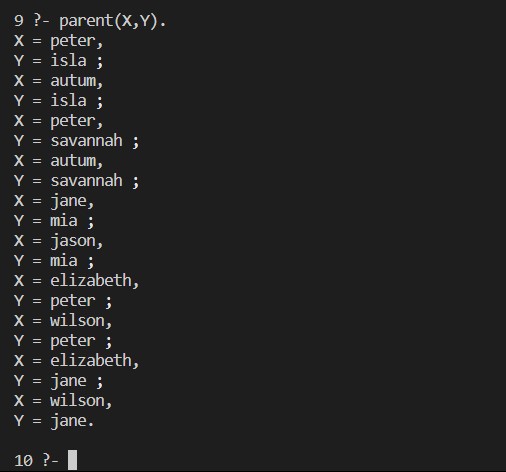 9 ?- parent(X,Y).
X = peter,
Y = isla ;
X = autum,
Y = isla ;
X = peter,
Y = savannah ;
X = autum,
Y = savannah ;
X = jane,
Y = mia ;
X = jason,
Y = mia ;
X = elizabeth,
Y = peter ;
X = wilson,
Y = peter ;
X = elizabeth,
Y = jane ;
X = wilson,
Y = jane.
10 ?-